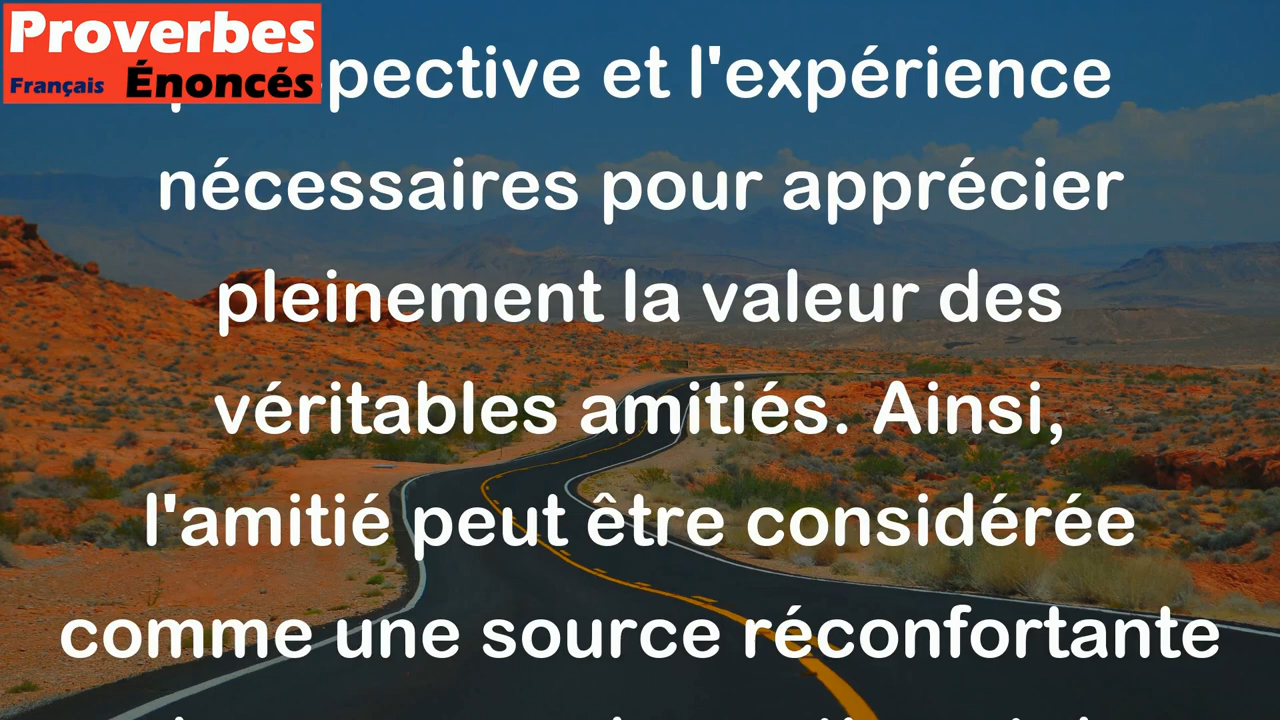 Proverbes
Français Énoncés
pective et l'expérience
nécessaires pour apprécier
pleinement la valeur des
véritables amitiés. Ainsi,
l'amitié peut être considérée
comme une source réconfortante